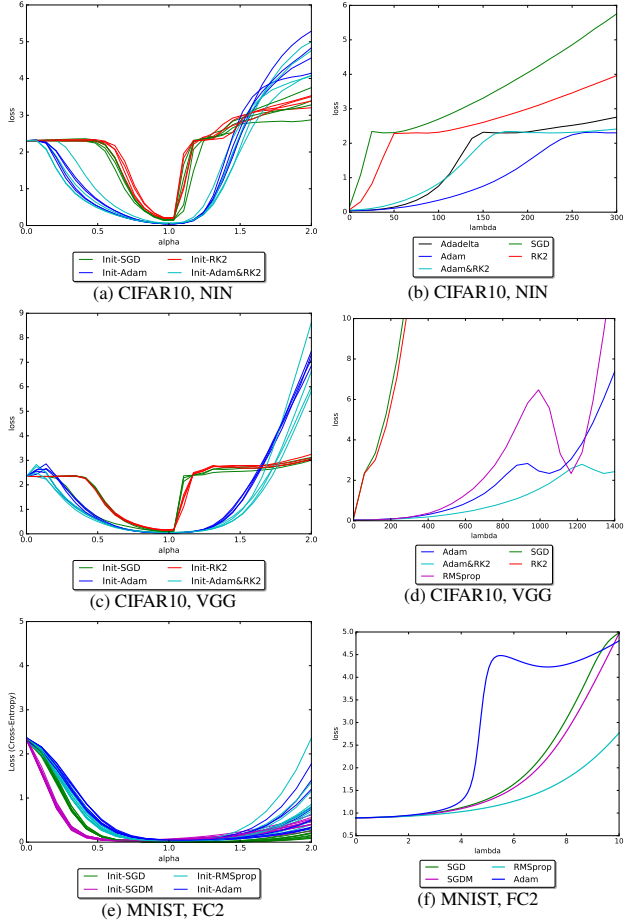 6
5
4
3
2
1
0
loss
0.0 0.5 1.0 1.5 2.0
alpha
Init-SGD Init-RK2
Init-Adam Init-Adam&RK2
(a) CIFAR10, NIN
6
5
4
3
2
1
0
loss
0 50 100 150 200 250 300
lambda
Adadelta SGD
Adam RK2
Adam&RK2
(b) CIFAR10, NIN
9
8
7
6
5
4
3
2
1
0
loss
0.0 0.5 1.0 1.5 2.0
alpha
Init-SGD Init-RK2
Init-Adam Init-Adam&RK2
(c) CIFAR10, VGG
10
8
6
4
2
0
loss
0 200 400 600 800 1000 1200 1400
lambda
Adam SGD
Adam&RK2 RK2
RMSprop
(d) CIFAR10, VGG
5
4
3
2
1
0
Loss (Cross-Entropy)
0.0 0.5 1.0 1.5 2.0
alpha
Init-SGD Init-RMSprop
Init-SGDM Init-Adam
(e) MNIST, FC2
5.0
4.5
4.0
3.5
3.0
2.5
2.0
1.5
1.0
0.5
loss
0 2 4 6 8 10
lambda
SGD RMSprop
SGDM Adam
(f) MNIST, FC2